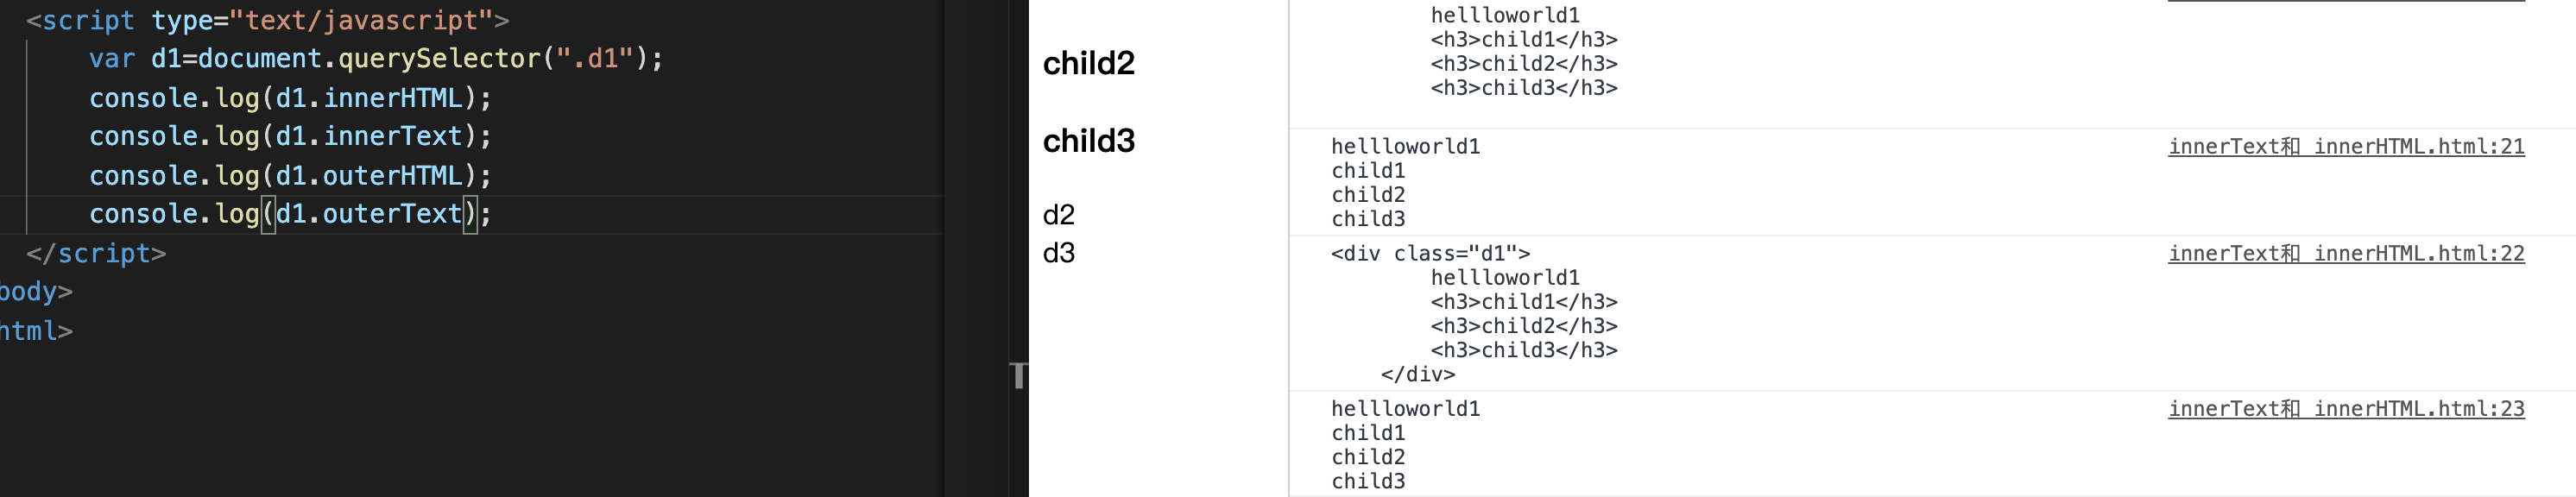 <script type="text/javascript">
var d1=document.querySelector(".d1");
console.log(d1.innerHTML);
console.log(d1.innerText);
console.log(d1.outerHTML);
console.log(d1.outerText);
</script>
body>
html>
T
child2
child3
d2
d3
hellloworld1
<h3>child1</h3>
<h3>child2</h3>
<h3>child3</h3>
hellloworld1 innerText和 innerHTML.html:21
child1
child2
child3
<div class="d1"> innerText和 innerHTML.html:22
hellloworld1
<h3>child1</h3>
<h3>child2</h3>
<h3>child3</h3>
</div>
hellloworld1 innerText和 innerHTML.html:23
child1
child2
child3